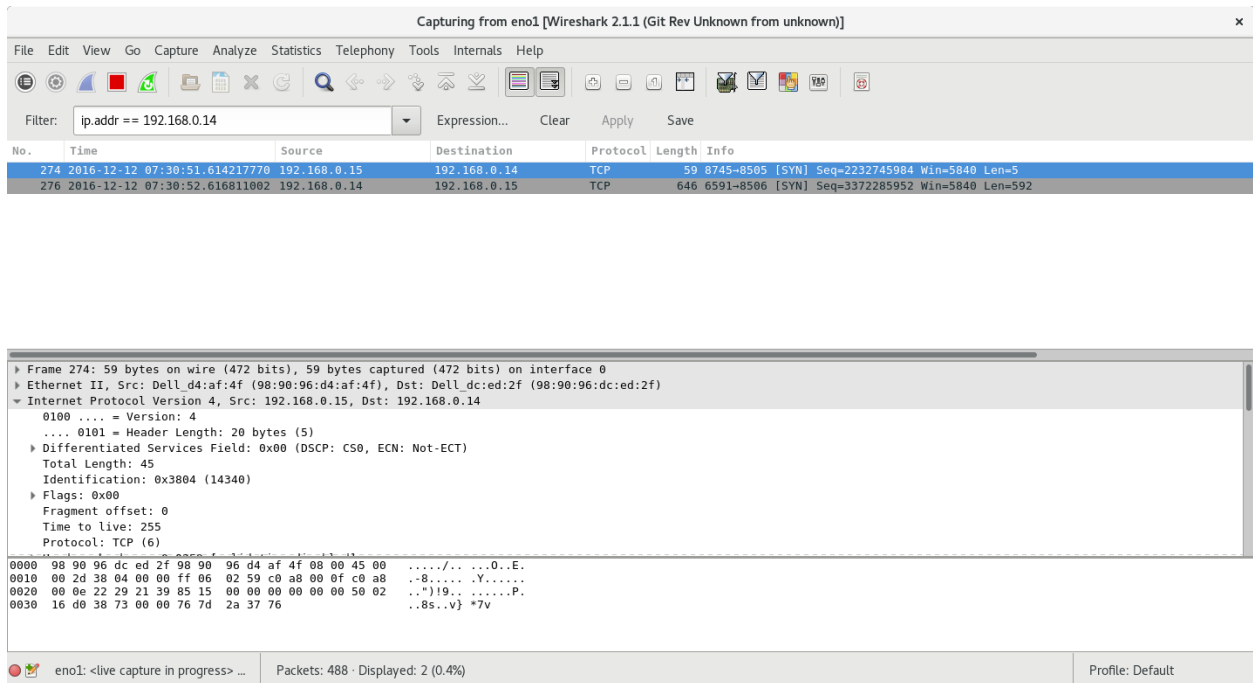 Capturing from eno1 [Wireshark 2.1.1 (Git Rev Unknown from unknown)]
File Edit View Go Capture Analyze Statistics Telephony Tools Internals Help
Filter: ip.addr == 192.168.0.14 Expression... Clear Apply Save
No. Time Source Destination Protocol Length Info
274 2016-12-12 07:30:51.614217770 192.168.0.15 192.168.0.14 TCP 59 8745→8505 [SYN] Seq=2232745984 Win=5840 Len=5
276 2016-12-12 07:30:52.616811002 192.168.0.14 192.168.0.15 TCP 646 6591→8506 [SYN] Seq=3372285952 Win=5840 Len=592
Frame 274: 59 bytes on wire (472 bits), 59 bytes captured (472 bits) on interface 0
Ethernet II, Src: Dell_d4:af:4f (98:90:96:d4:af:4f), Dst: Dell_dc:ed:2f (98:90:96:dc:ed:2f)
Internet Protocol Version 4, Src: 192.168.0.15, Dst: 192.168.0.14
0100 .... = Version: 4
.... 0101 = Header Length: 20 bytes (5)
Differentiated Services Field: 0x00 (DSCP: CS0, ECN: Not-ECT)
Total Length: 45
Identification: 0x3804 (14340)
Flags: 0x00
Fragment offset: 0
Time to live: 255
Protocol: TCP (6)
0000 98 90 96 dc ed 2f 98 90 96 d4 af 4f 08 00 45 00 ...../.. ...O..E.
0010 00 2d 38 04 00 00 ff 06 02 59 c0 a8 00 0f c0 a8 .-8..... .Y......
0020 00 0e 22 29 21 39 85 15 00 00 00 00 00 00 50 02 ..")!9.. ......P.
0030 16 d0 38 73 00 00 76 7d 2a 37 76 ..8s..v} *7v
eno1: <live capture in progress> ... Packets: 488 · Displayed: 2 (0.4%) Profile: Default